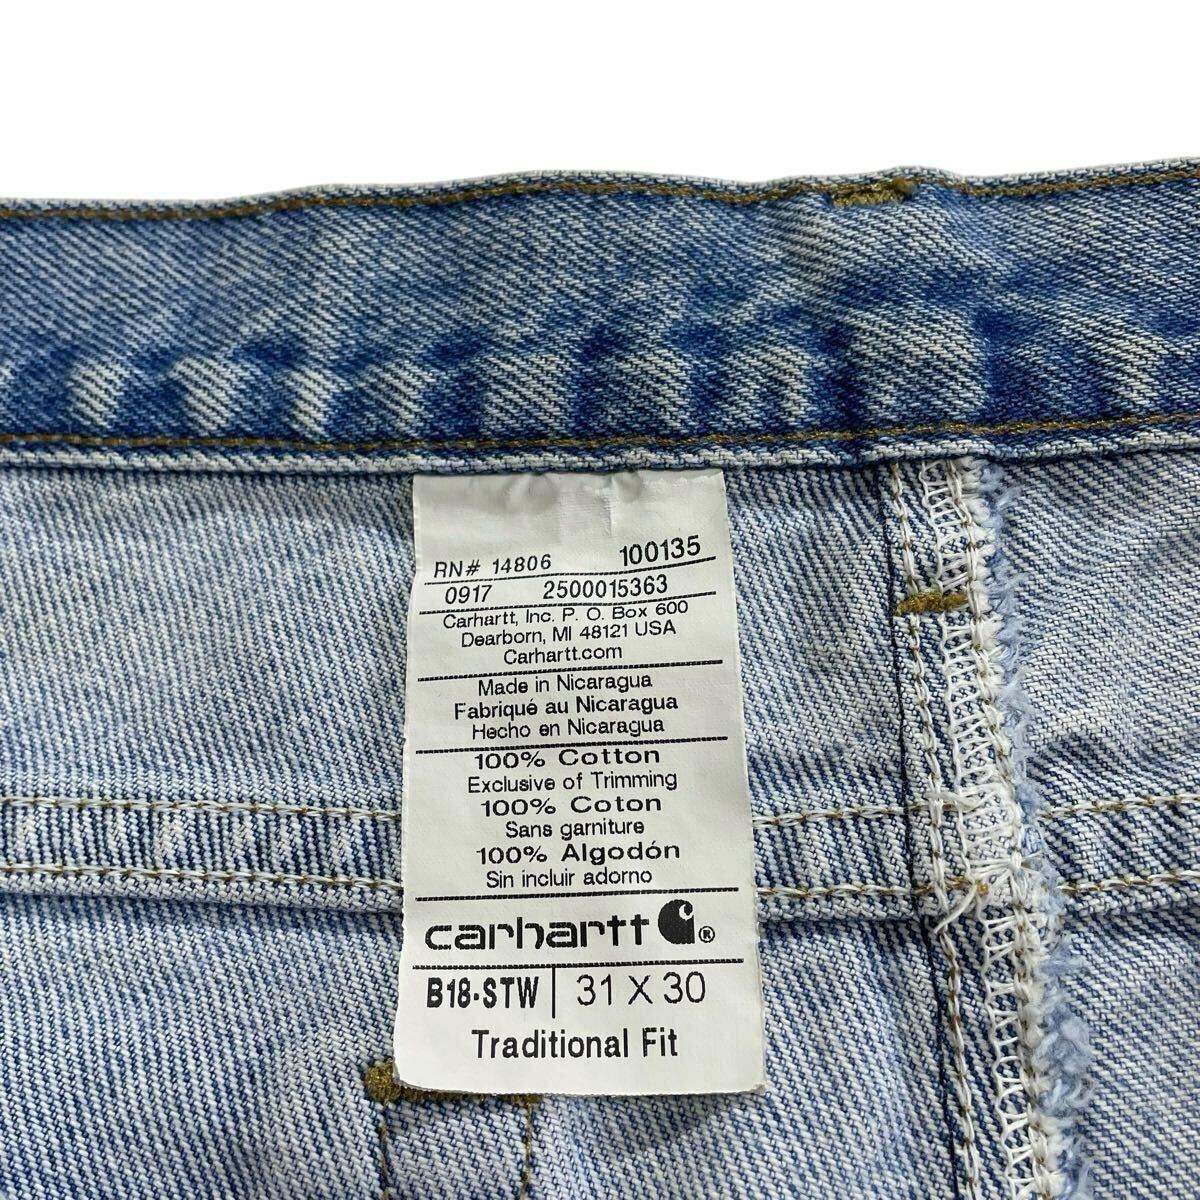 RN# 14806 100135
0917 2500015363
Carhartt, Inc. P. O. Box 600
Dearborn, MI 48121 USA
Carhartt.com
Made in Nicaragua
Fabriqué au Nicaragua
Hecho en Nicaragua
100% Cotton
Exclusive of Trimming
100% Coton
Sans garniture
100% Algodón
Sin incluir adorno
carhartt ®
B18-STW 31 X 30
Traditional Fit